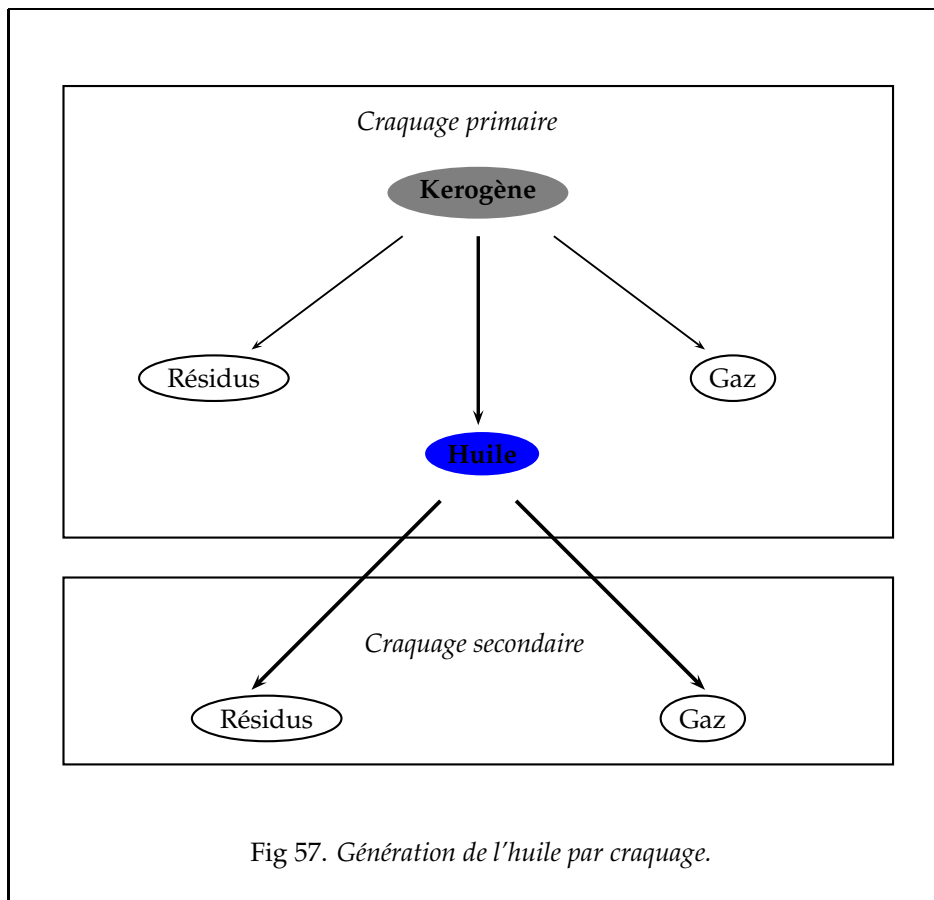 Craquage primaire
Kerogène
Résidus
Gaz
Huile
Craquage secondaire
Résidus
Gaz
Fig 57. Génération de l'huile par craquage.